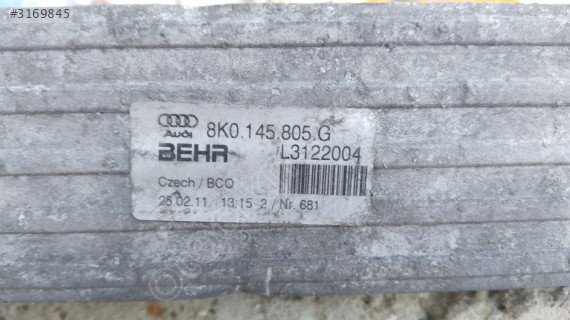 #3169845
Audi 8K0.145.805.G
BEHR L3122004
Czech / BCO
25.02.11 13:15 2 / Nr. 681